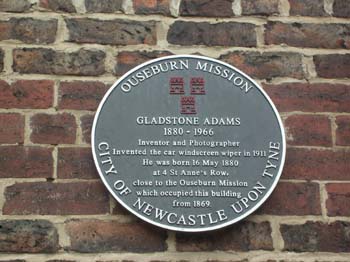 OUSEBURN MISSION
GLADSTONE ADAMS
1880 - 1966
Inventor and Photographer
Invented the car windscreen wiper in 1911
He was born 16 May 1880
at 4 St Anne's Row,
close to the Ouseburn Mission
which occupied this building
from 1869.
CITY OF NEWCASTLE UPON TYNE